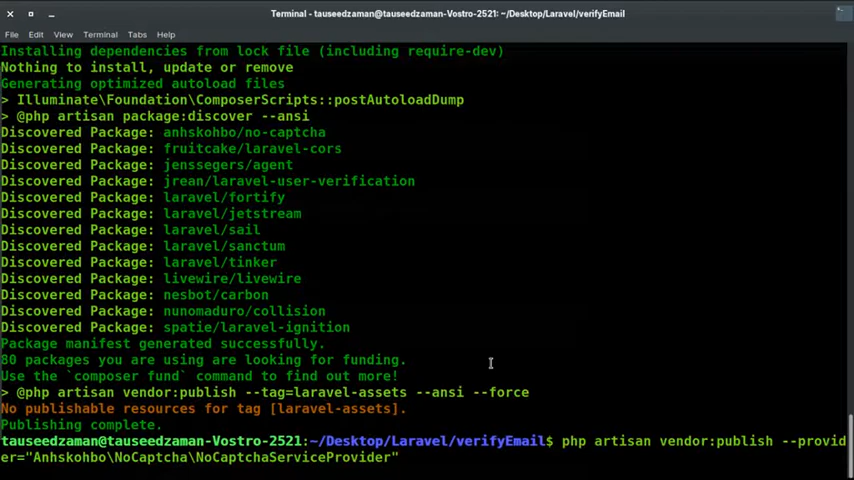 Terminal - tauseedzaman@tauseedzaman-Vostro-2521: ~/Desktop/Laravel/verifyEmail
File Edit View Terminal Tabs Help
Installing dependencies from lock file (including require-dev)
Nothing to install, update or remove
Generating optimized autoload files
> Illuminate\Foundation\ComposerScripts::postAutoloadDump
> @php artisan package:discover --ansi
Discovered Package: anhskohbo/no-captcha
Discovered Package: fruitcake/laravel-cors
Discovered Package: jenssegers/agent
Discovered Package: jrean/laravel-user-verification
Discovered Package: laravel/fortify
Discovered Package: laravel/jetstream
Discovered Package: laravel/sail
Discovered Package: laravel/sanctum
Discovered Package: laravel/tinker
Discovered Package: livewire/livewire
Discovered Package: nesbot/carbon
Discovered Package: nunomaduro/collision
Discovered Package: spatie/laravel-ignition
Package manifest generated successfully.
80 packages you are using are looking for funding.
Use the `composer fund` command to find out more!
> @php artisan vendor:publish --tag=laravel-assets --ansi --force
No publishable resources for tag [laravel-assets].
Publishing complete.
tauseedzaman@tauseedzaman-Vostro-2521:~/Desktop/Laravel/verifyEmail$ php artisan vendor:publish --provid
er="Anhskohbo\NoCaptcha\NoCaptchaServiceProvider"